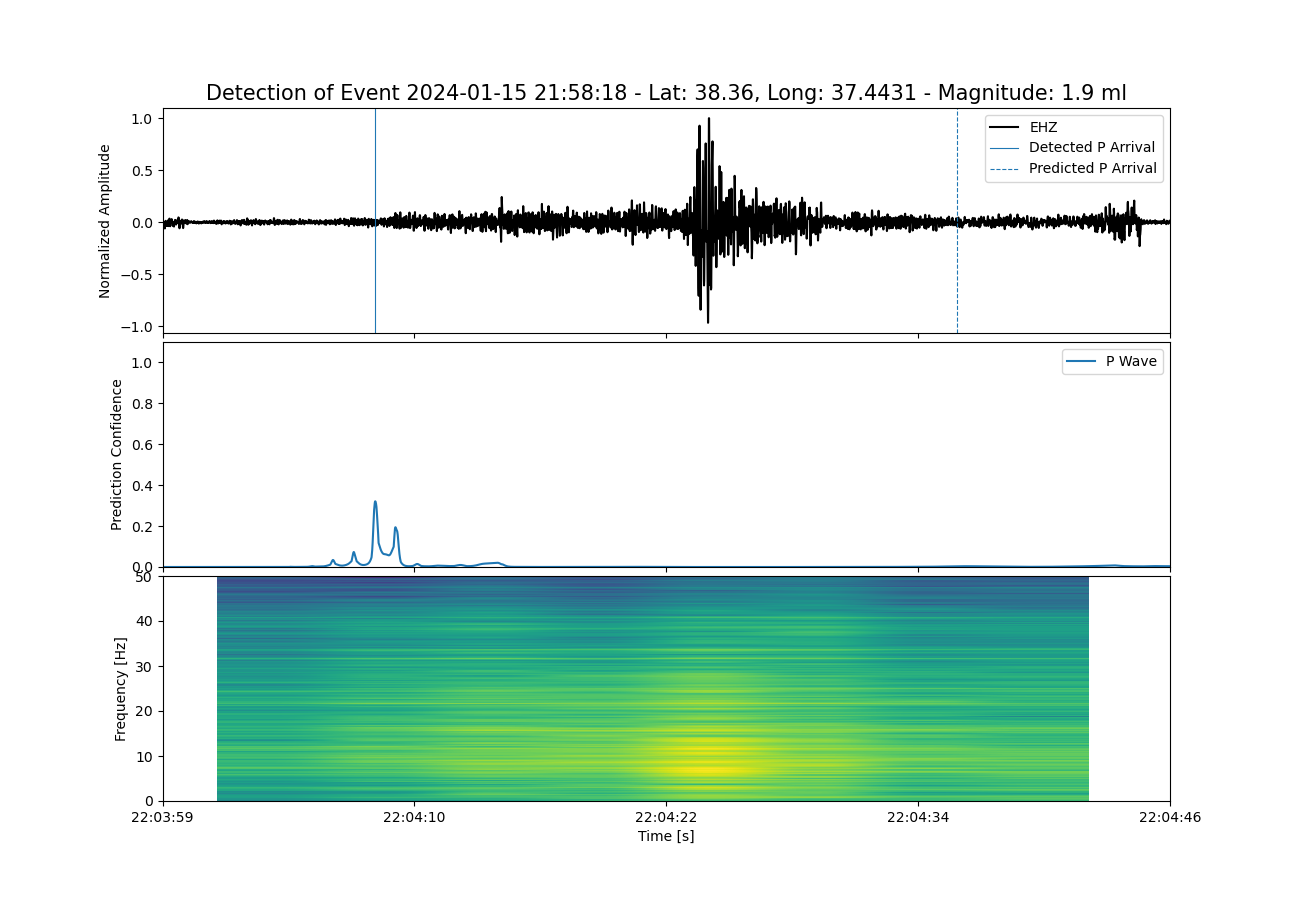 Detection of Event 2024-01-15 21:58:18 - Lat: 38.36, Long: 37.4431 - Magnitude: 1.9 ml
Normalized Amplitude
1.0
0.5
0.0
−0.5
−1.0
EHZ
Detected P Arrival
Predicted P Arrival
Prediction Confidence
1.0
0.8
0.6
0.4
0.2
0.0
P Wave
Frequency [Hz]
50
40
30
20
10
0
22:03:59
22:04:10
22:04:22
22:04:34
22:04:46
Time [s]